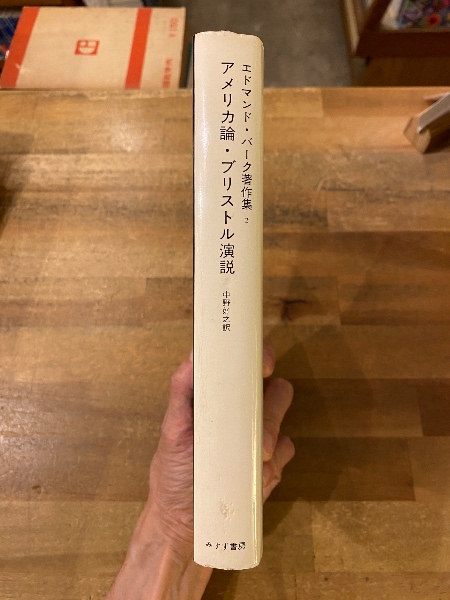 エドマンド・バーク著作集 2
アメリカ論・ブリストル演説
中野好之訳
みすず書房